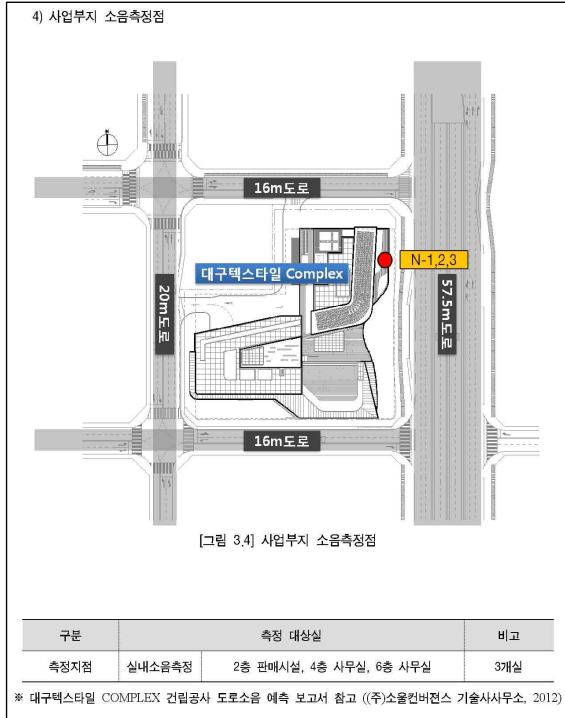 4) 사업부지 소음측정점
N
16m도로
대구텍스타일 Complex
N-1,2,3
20m도로
57.5m도로
16m도로
[그림 3.4] 사업부지 소음측정점
구분 측정 대상실 비고
측정지점 실내소음측정 2층 판매시설, 4층 사무실, 6층 사무실 3개실
※ 대구텍스타일 COMPLEX 건립공사 도로소음 예측 보고서 참고 ((주)소울컨버젼스 기술사사무소, 2012)